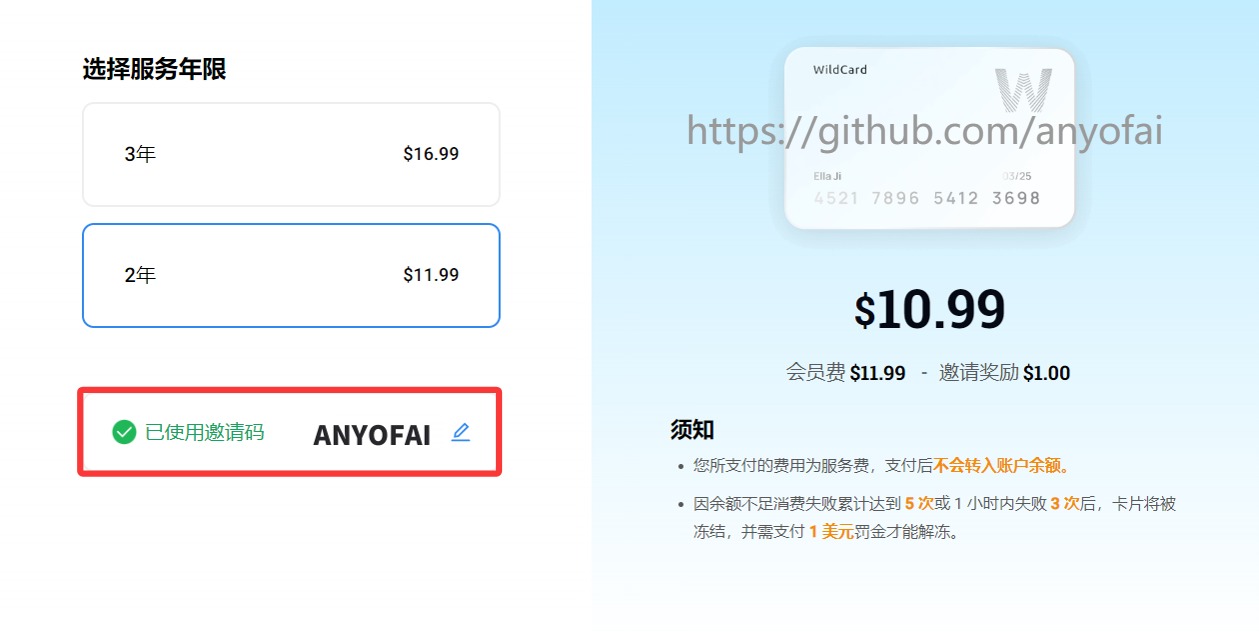 选择服务年限
3年 $16.99
2年 $11.99
已使用邀请码 ANYOFAI
WildCard
W
https://github.com/anyofai
Ella Ji 03/25
4521 7896 5412 3698
$10.99
会员费 $11.99 - 邀请奖励 $1.00
须知
• 您所支付的费用为服务费，支付后不会转入账户余额。
• 因余额不足消费失败累计达到 5 次或 1 小时内失败 3 次后，卡片将被
冻结，并需支付 1 美元罚金才能解冻。